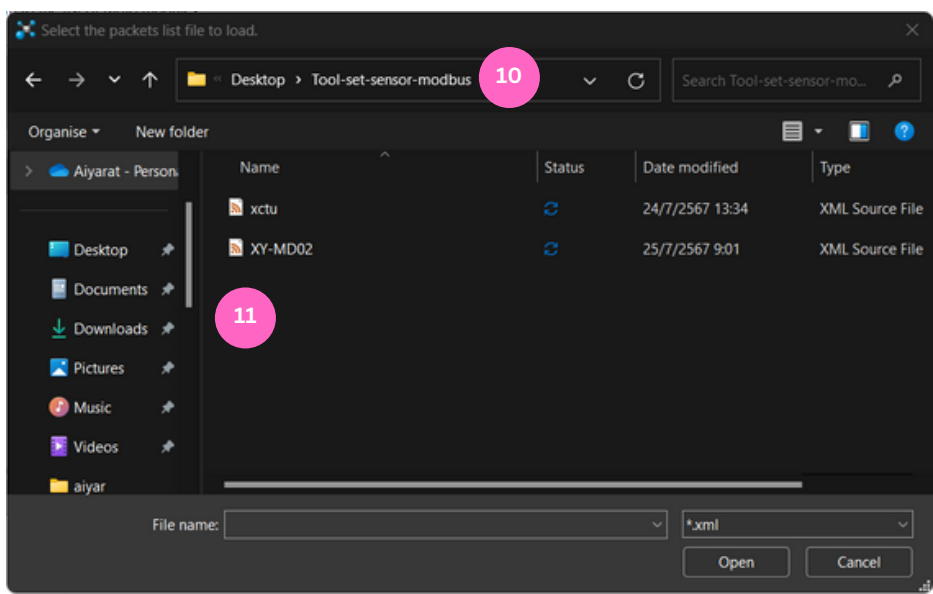 Select the packets list file to load.
Desktop › Tool-set-sensor-modbus
10
Search Tool-set-sensor-mo...
Organise
New folder
Aiyarat - Person
Name
Status
Date modified
Type
xctu
24/7/2567 13:34
XML Source File
XY-MD02
25/7/2567 9:01
XML Source File
Desktop
Documents
Downloads
Pictures
Music
Videos
aiyar
11
File name:
*.xml
Open
Cancel